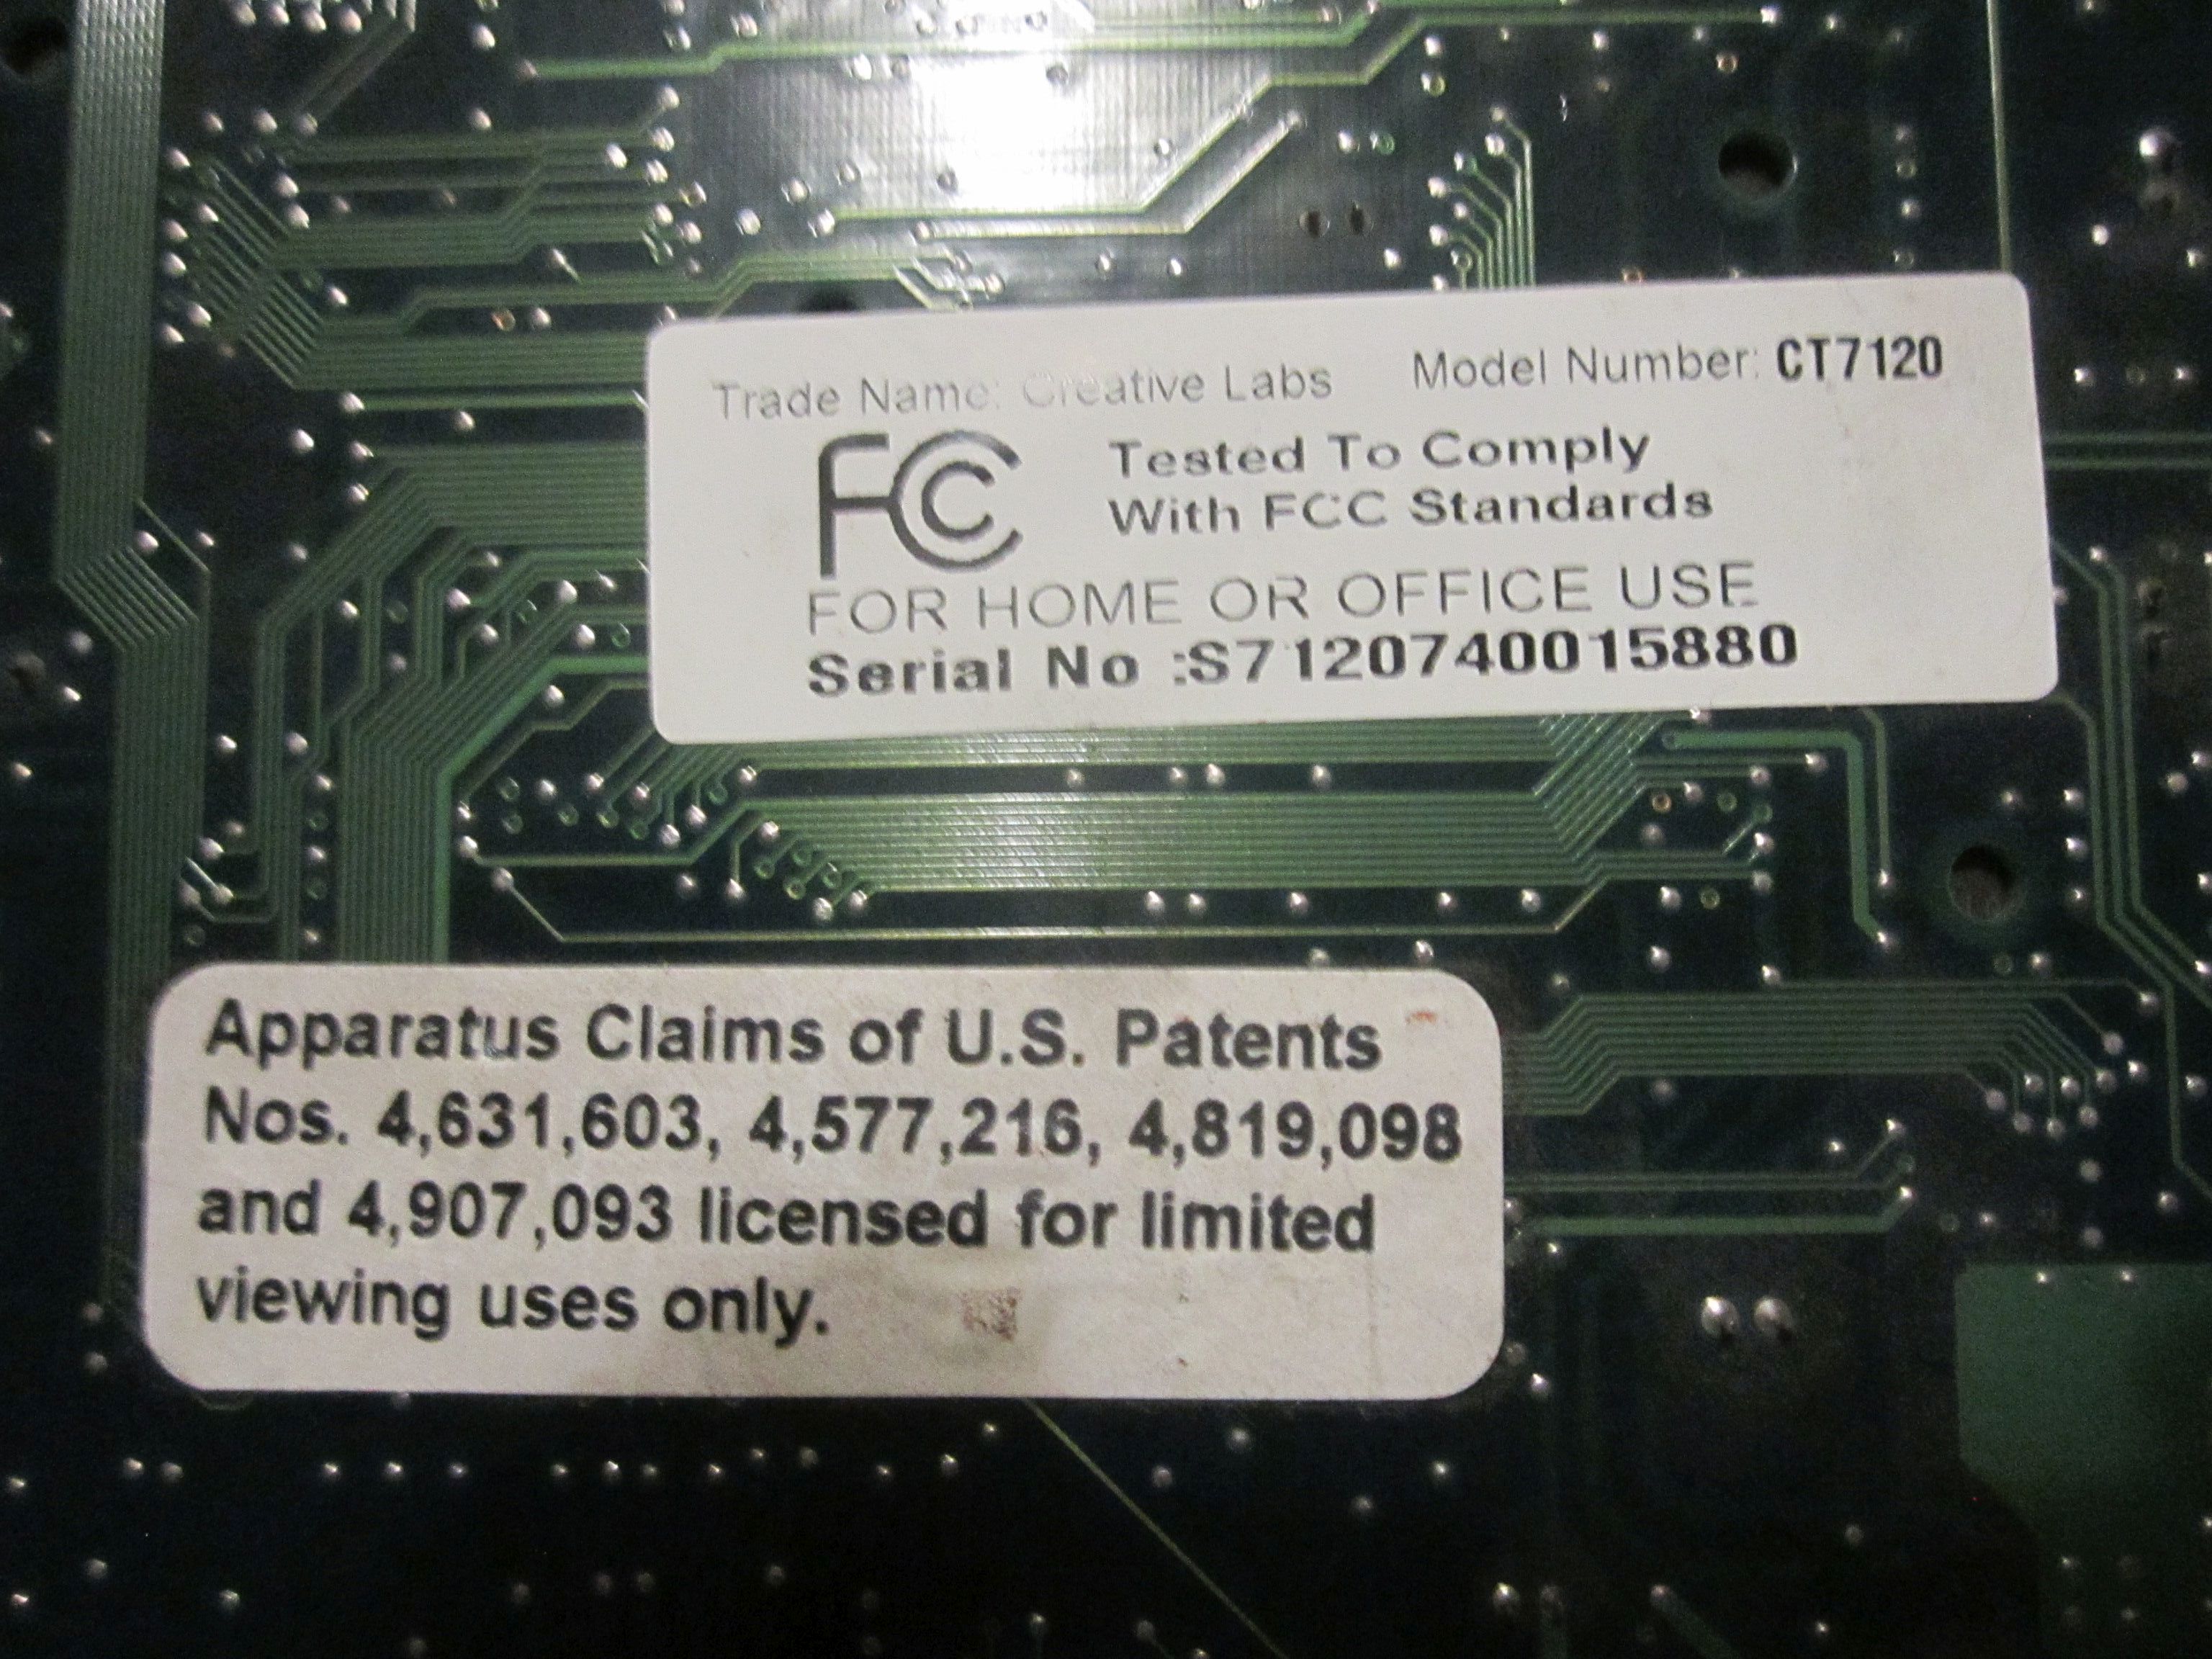 Trade Name: Creative Labs Model Number: CT7120
FC Tested To Comply
With FCC Standards
FOR HOME OR OFFICE USE
Serial No :S7120740015880
Apparatus Claims of U.S. Patents
Nos. 4,631,603, 4,577,216, 4,819,098
and 4,907,093 licensed for limited
viewing uses only.